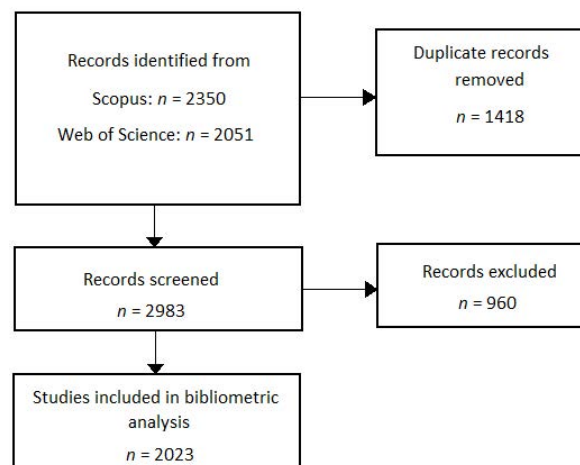 Records identified from
Scopus: n = 2350
Web of Science: n = 2051
Duplicate records
removed
n = 1418
Records screened
n = 2983
Records excluded
n = 960
Studies included in bibliometric
analysis
n = 2023